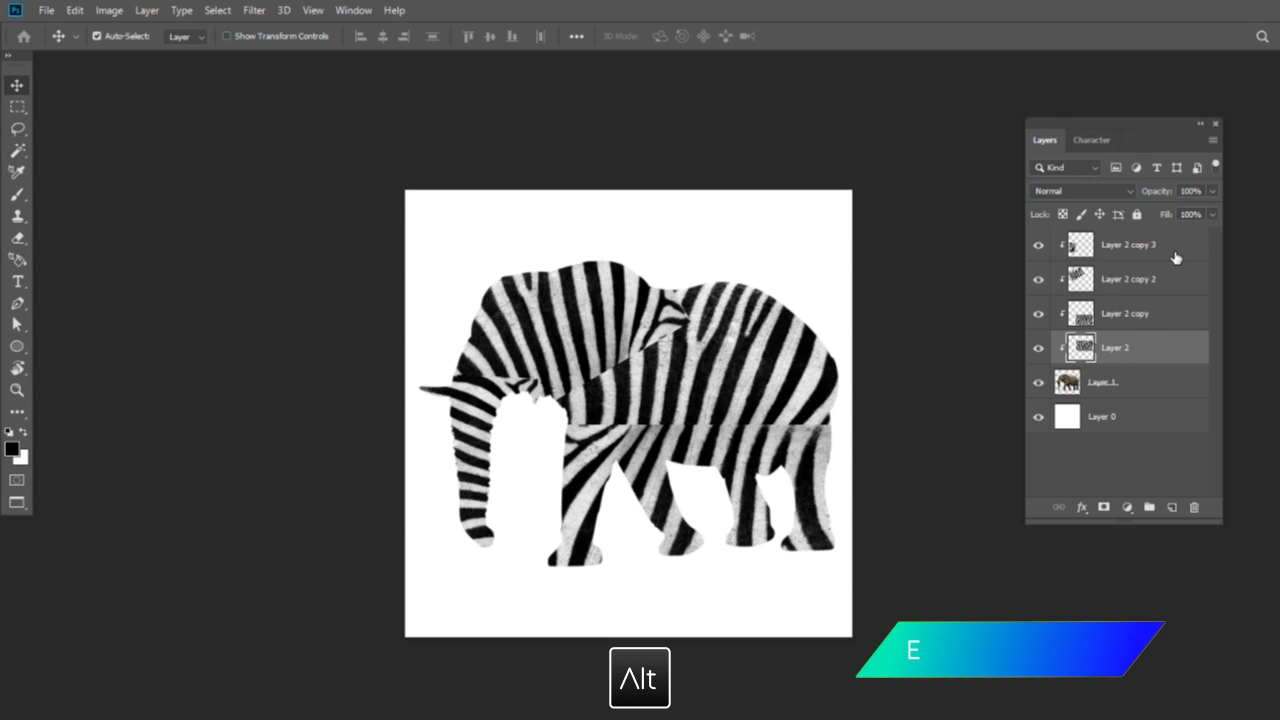 Ps File Edit Image Layer Type Select Filter 3D View Window Help
Auto-Select: Layer Show Transform Controls 3D Mode:
Layers Character
Kind
Normal Opacity: 100%
Lock: Fill: 100%
Layer 2 copy 3
Layer 2 copy 2
Layer 2 copy
Layer 2
Layer 1
Layer 0
fx
E
Alt